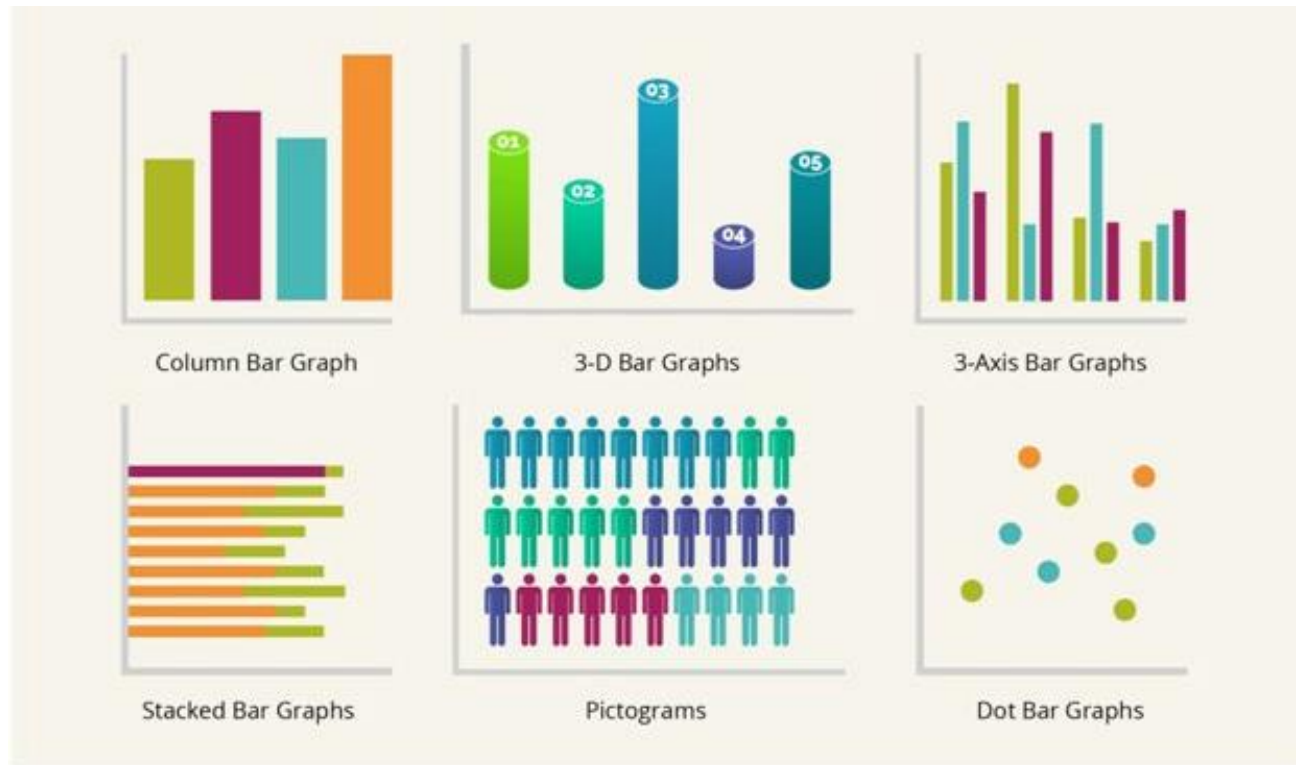 01
02
03
04
05
Column Bar Graph
3-D Bar Graphs
3-Axis Bar Graphs
Stacked Bar Graphs
Pictograms
Dot Bar Graphs